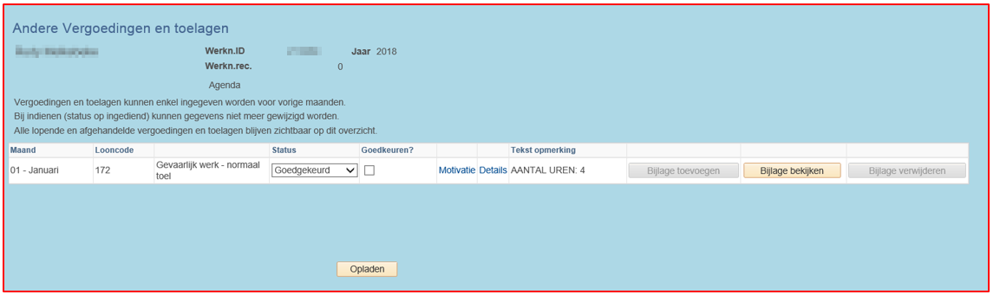 Andere Vergoedingen en toelagen
Werkn.ID Jaar 2018
Werkn.rec. 0
Agenda
Vergoedingen en toelagen kunnen enkel ingegeven worden voor vorige maanden.
Bij indienen (status op ingediend) kunnen gegevens niet meer gewijzigd worden.
Alle lopende en afgehandelde vergoedingen en toelagen blijven zichtbaar op dit overzicht.
Maand Looncode Status Goedkeuren? Tekst opmerking
01 - Januari 172 Gevaarlijk werk - normaal toel Goedgekeurd Motivatie Details AANTAL UREN: 4 Bijlage toevoegen Bijlage bekijken Bijlage verwijderen
Opladen